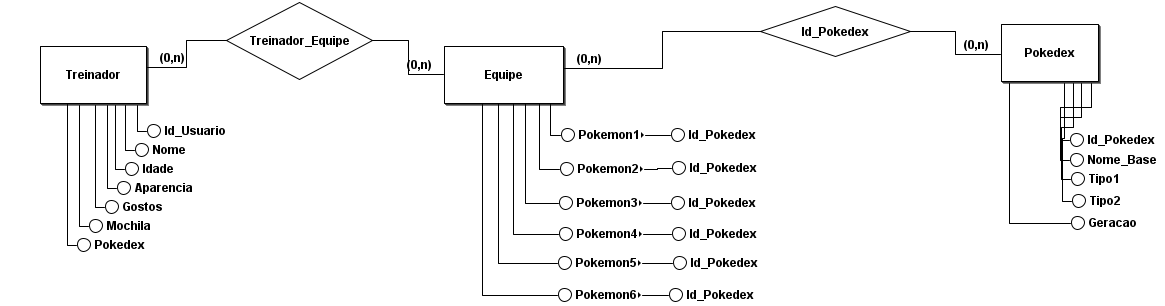 Treinador_Equipe
Id_Pokedex
(0,n)
(0,n)
(0,n)
(0,n)
Treinador
Equipe
Pokedex
Id_Usuario
Nome
Idade
Aparencia
Gostos
Mochila
Pokedex
Pokemon1 Id_Pokedex
Pokemon2 Id_Pokedex
Pokemon3 Id_Pokedex
Pokemon4 Id_Pokedex
Pokemon5 Id_Pokedex
Pokemon6 Id_Pokedex
Id_Pokedex
Nome_Base
Tipo1
Tipo2
Geracao